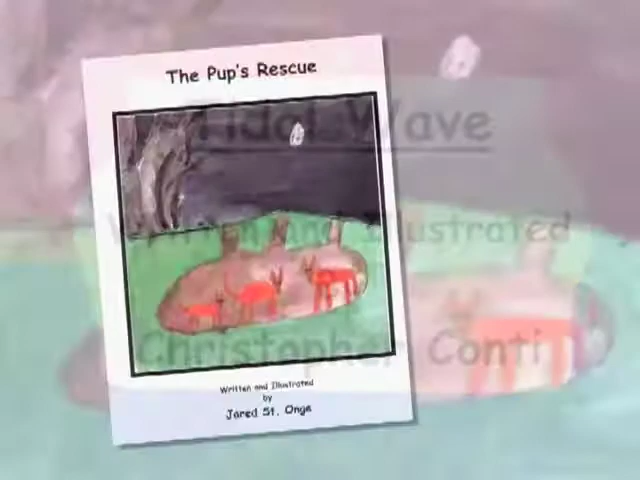 The Pup's Rescue
Written and Illustrated
by
Jared St. Onge
Tidal Wave
Written and Illustrated
Christopher Conti